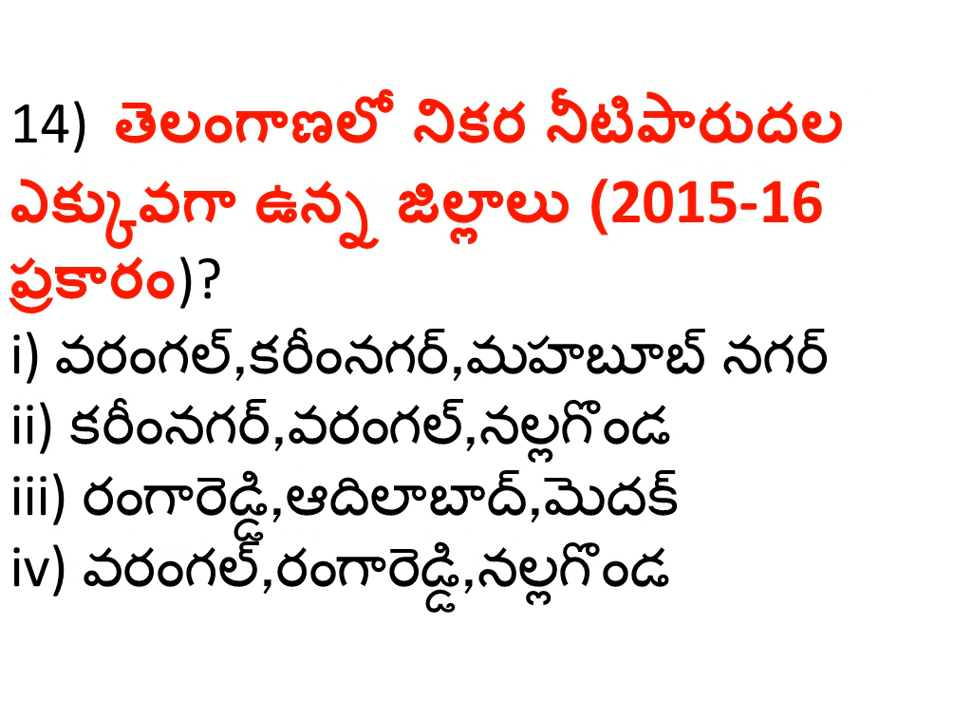 14) తెలంగాణలో నికర నీటిపారుదల
ఎక్కువగా ఉన్న జిల్లాలు (2015-16
ప్రకారం)?
i) వరంగల్,కరీంనగర్,మహబూబ్ నగర్
ii) కరీంనగర్,వరంగల్,నల్లగొండ
iii) రంగారెడ్డి,ఆదిలాబాద్,మెదక్
iv) వరంగల్,రంగారెడ్డి,నల్లగొండ